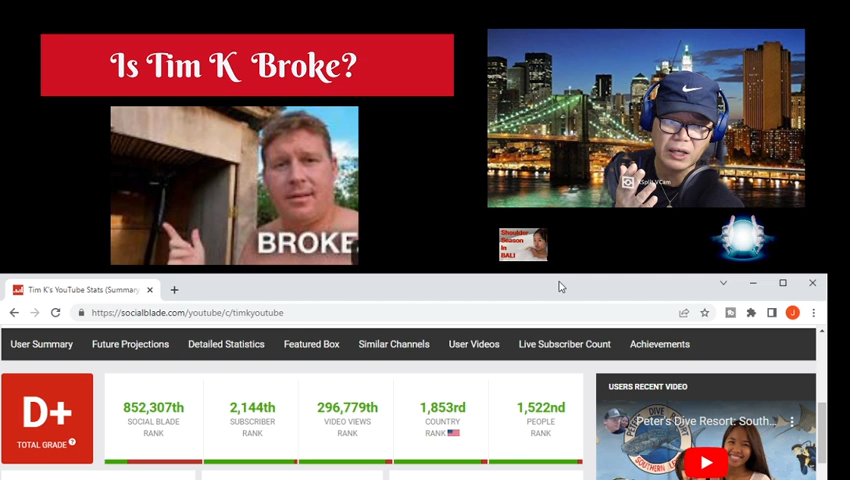 Is Tim K Broke?
BROKE
XSplit VCam
Shoulder
Season
In
BALI
Tim K's YouTube Stats (Summary
https://socialblade.com/youtube/c/timkyoutube
J
User Summary Future Projections Detailed Statistics Featured Box Similar Channels User Videos Live Subscriber Count Achievements
D+
TOTAL GRADE ?
852,307th
SOCIAL BLADE
RANK
2,144th
SUBSCRIBER
RANK
296,779th
VIDEO VIEWS
RANK
1,853rd
COUNTRY
RANK
1,522nd
PEOPLE
RANK
USERS RECENT VIDEO
Peter's Dive Resort: South...